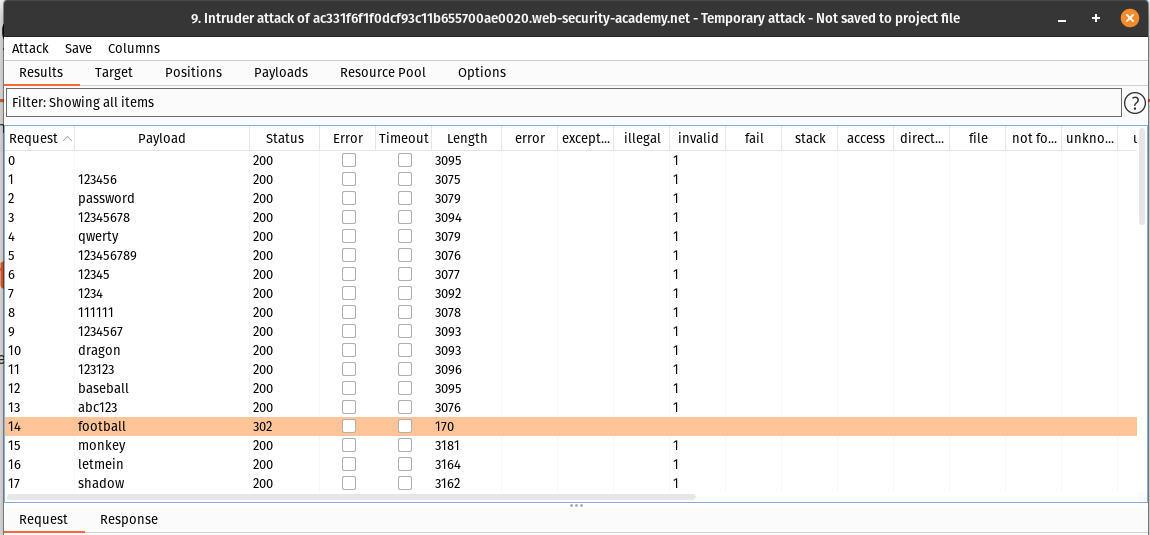 9. Intruder attack of ac331f6f1f0dcf93c11b655700ae0020.web-security-academy.net - Temporary attack - Not saved to project file
Attack Save Columns
Results Target Positions Payloads Resource Pool Options
Filter: Showing all items
Request Payload Status Error Timeout Length error except... illegal invalid fail stack access direct... file not fo... unkno...
0 200 3095 1
1 123456 200 3075 1
2 password 200 3079 1
3 12345678 200 3094 1
4 qwerty 200 3079 1
5 123456789 200 3076 1
6 12345 200 3077 1
7 1234 200 3092 1
8 111111 200 3078 1
9 1234567 200 3093 1
10 dragon 200 3093 1
11 123123 200 3096 1
12 baseball 200 3095 1
13 abc123 200 3076 1
14 football 302 170
15 monkey 200 3181 1
16 letmein 200 3164 1
17 shadow 200 3162 1
Request Response